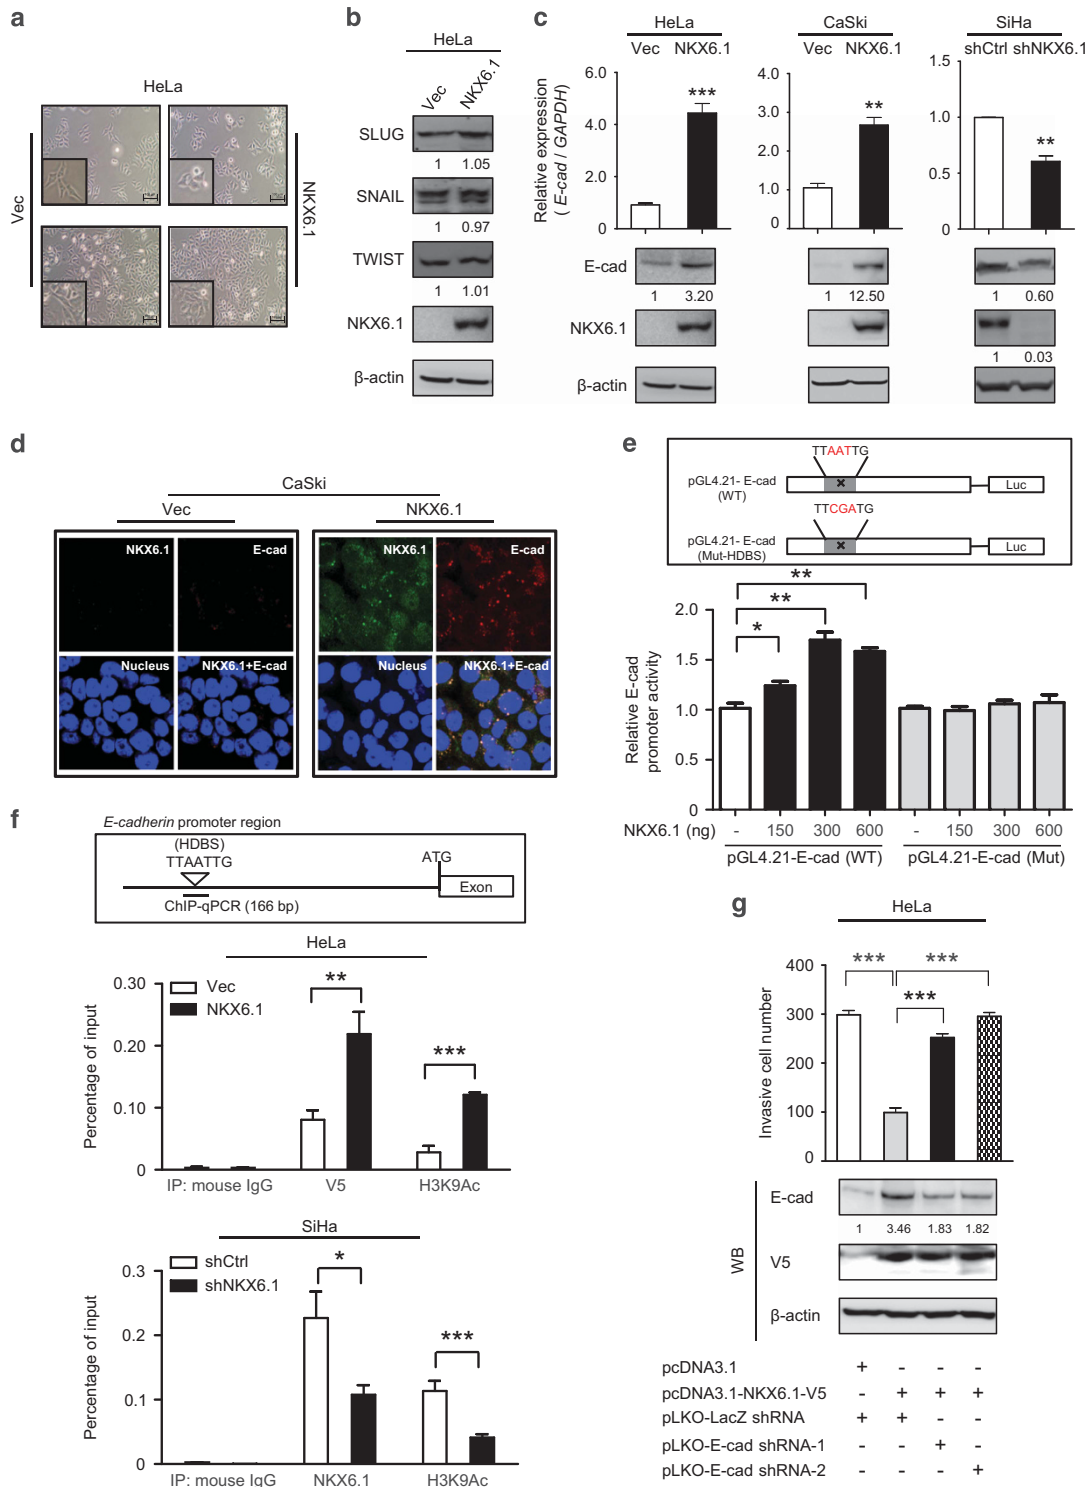 a
HeLa
Vec
NKX6.1
b
HeLa
Vec NKX6.1
SLUG
1 1.05
SNAIL
1 0.97
TWIST
1 1.01
NKX6.1
β-actin
c
HeLa
Vec NKX6.1
CaSki
Vec NKX6.1
SiHa
shCtrl shNKX6.1
Relative expression
( E-cad / GAPDH)
6.0
4.0
2.0
0
***
4.0
3.0
2.0
1.0
0
**
1.5
1.0
0.5
0
**
E-cad
1 3.20
1 12.50
1 0.60
NKX6.1
1 0.03
β-actin
d
CaSki
Vec
NKX6.1
NKX6.1
E-cad
Nucleus
NKX6.1+E-cad
NKX6.1
E-cad
Nucleus
NKX6.1+E-cad
e
TTAATTG
pGL4.21- E-cad
(WT)
×
Luc
TTCGATG
pGL4.21- E-cad
(Mut-HDBS)
×
Luc
Relative E-cad
promoter activity
2.0
1.5
1.0
0.5
0
*
**
**
NKX6.1 (ng) - 150 300 600 - 150 300 600
pGL4.21-E-cad (WT) pGL4.21-E-cad (Mut)
f
E-cadherin promoter region
(HDBS)
TTAATTG
ATG
Exon
ChIP-qPCR (166 bp)
HeLa
Percentage of input
0.30
0.20
0.10
0
Vec
NKX6.1
**
***
IP: mouse IgG V5 H3K9Ac
SiHa
Percentage of input
0.3
0.2
0.1
0
shCtrl
shNKX6.1
*
***
IP: mouse IgG NKX6.1 H3K9Ac
g
HeLa
Invasive cell number
400
300
200
100
0
*** ***
***
WB
E-cad
1 3.46 1.83 1.82
V5
β-actin
pcDNA3.1 + - - -
pcDNA3.1-NKX6.1-V5 - + + +
pLKO-LacZ shRNA + + - -
pLKO-E-cad shRNA-1 - - + -
pLKO-E-cad shRNA-2 - - - +